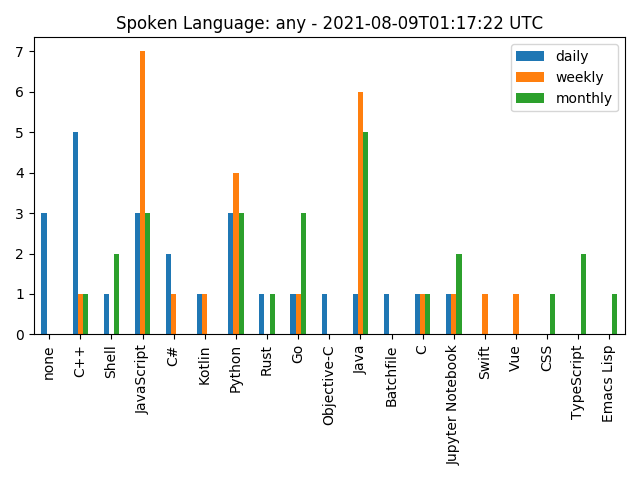 Spoken Language: any - 2021-08-09T01:17:22 UTC
daily
weekly
monthly
7
6
5
4
3
2
1
0
none
C++
Shell
JavaScript
C#
Kotlin
Python
Rust
Go
Objective-C
Java
Batchfile
C
Jupyter Notebook
Swift
Vue
CSS
TypeScript
Emacs Lisp